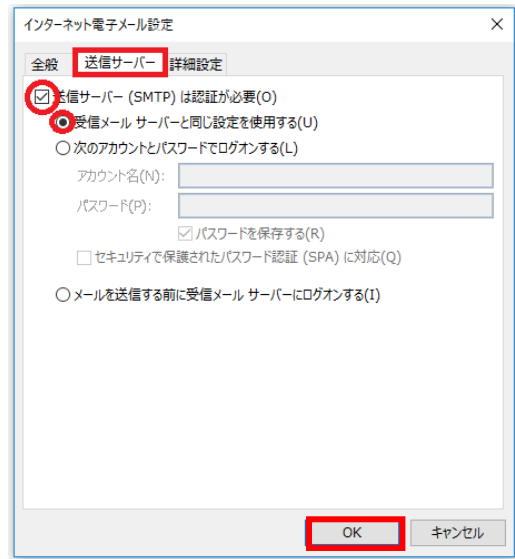 インターネット電子メール設定
全般 送信サーバー 詳細設定
送信サーバー (SMTP) は認証が必要(O)
受信メール サーバーと同じ設定を使用する(U)
次のアカウントとパスワードでログオンする(L)
アカウント名(N):
パスワード(P):
パスワードを保存する(R)
セキュリティで保護されたパスワード認証 (SPA) に対応(Q)
メールを送信する前に受信メール サーバーにログオンする(I)
OK キャンセル